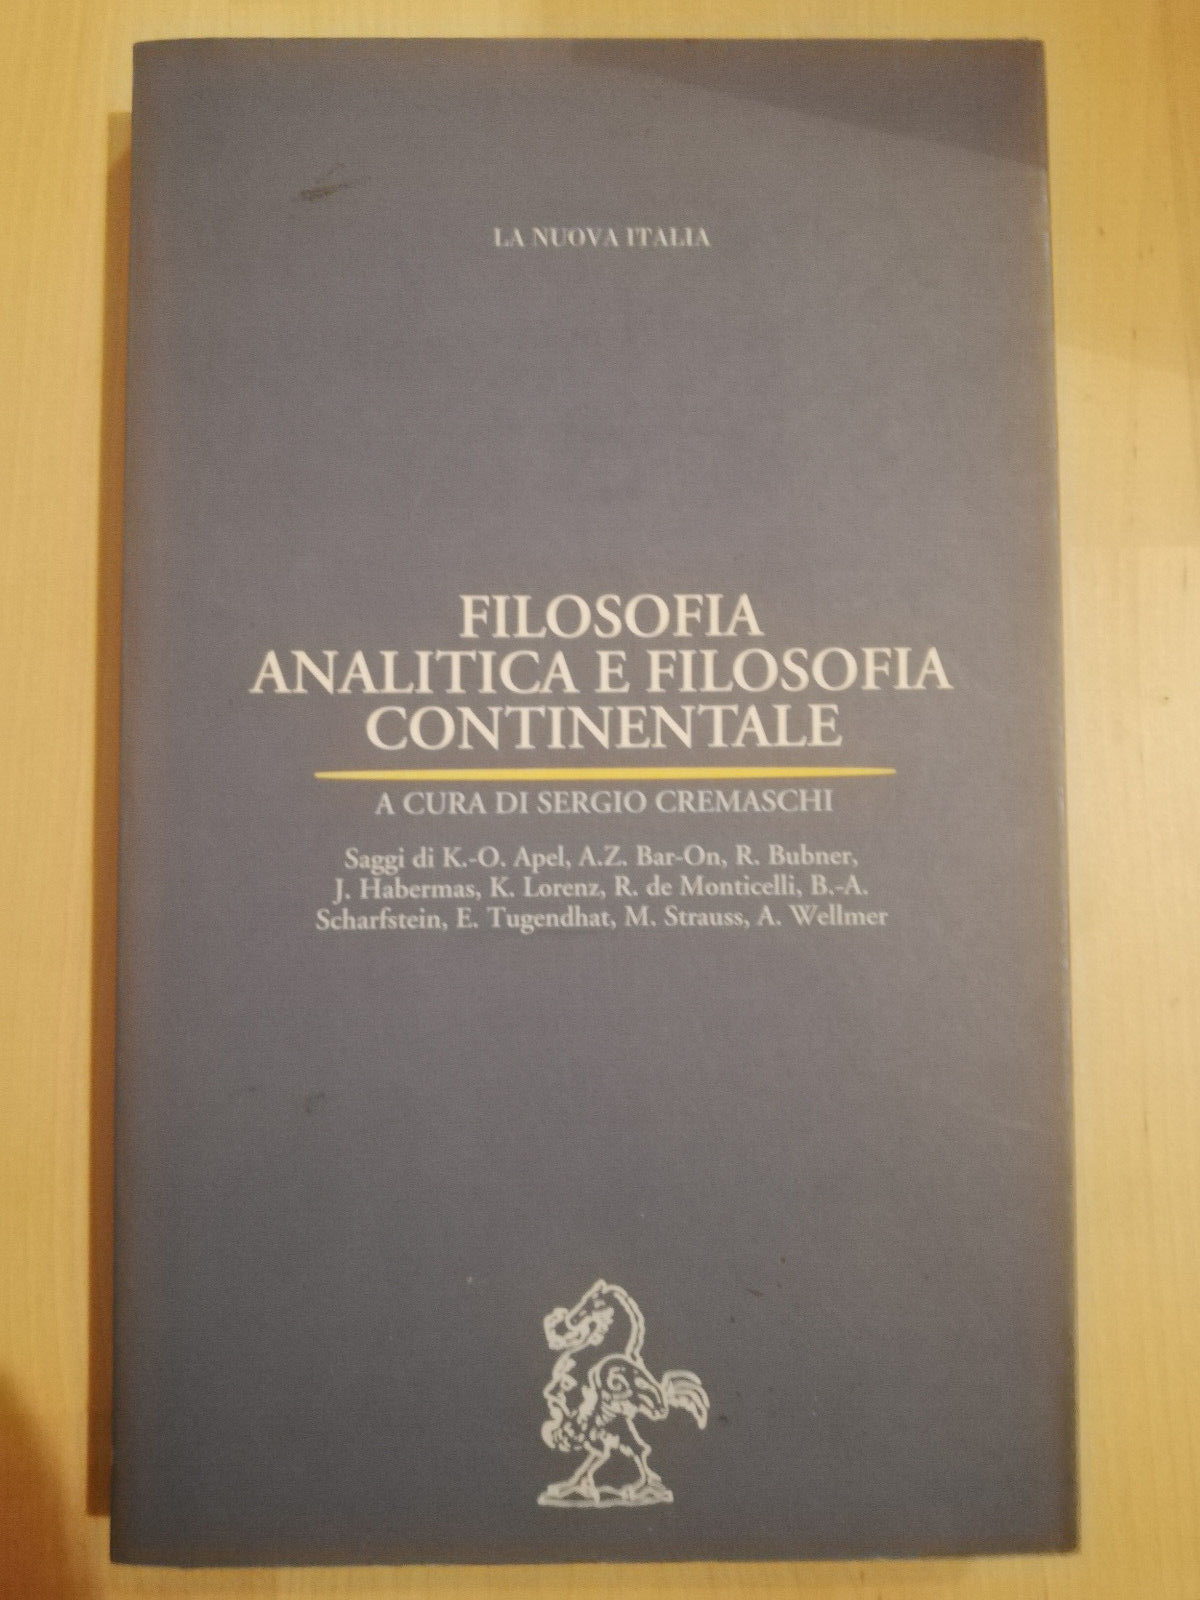 LA NUOVA ITALIA
FILOSOFIA
ANALITICA E FILOSOFIA
CONTINENTALE
A CURA DI SERGIO CREMASCHI
Saggi di K.-O. Apel, A.Z. Bar-On, R. Bubner,
J. Habermas, K. Lorenz, R. de Monticelli, B.-A.
Scharfstein, E. Tugendhat, M. Strauss, A. Wellmer